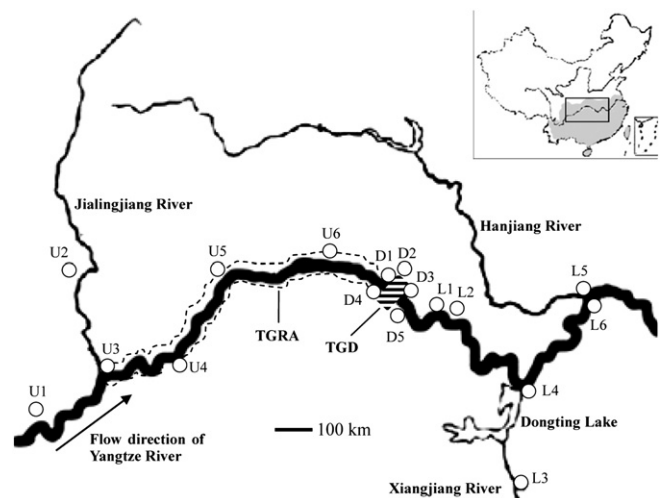 Jialingjiang River
Hanjiang River
U2
U5
U6
D1
D2
D3
D4
D5
L1
L2
L5
L6
TGRA
TGD
U3
U4
U1
L4
Flow direction of
Yangtze River
100 km
Dongting Lake
Xiangjiang River
L3